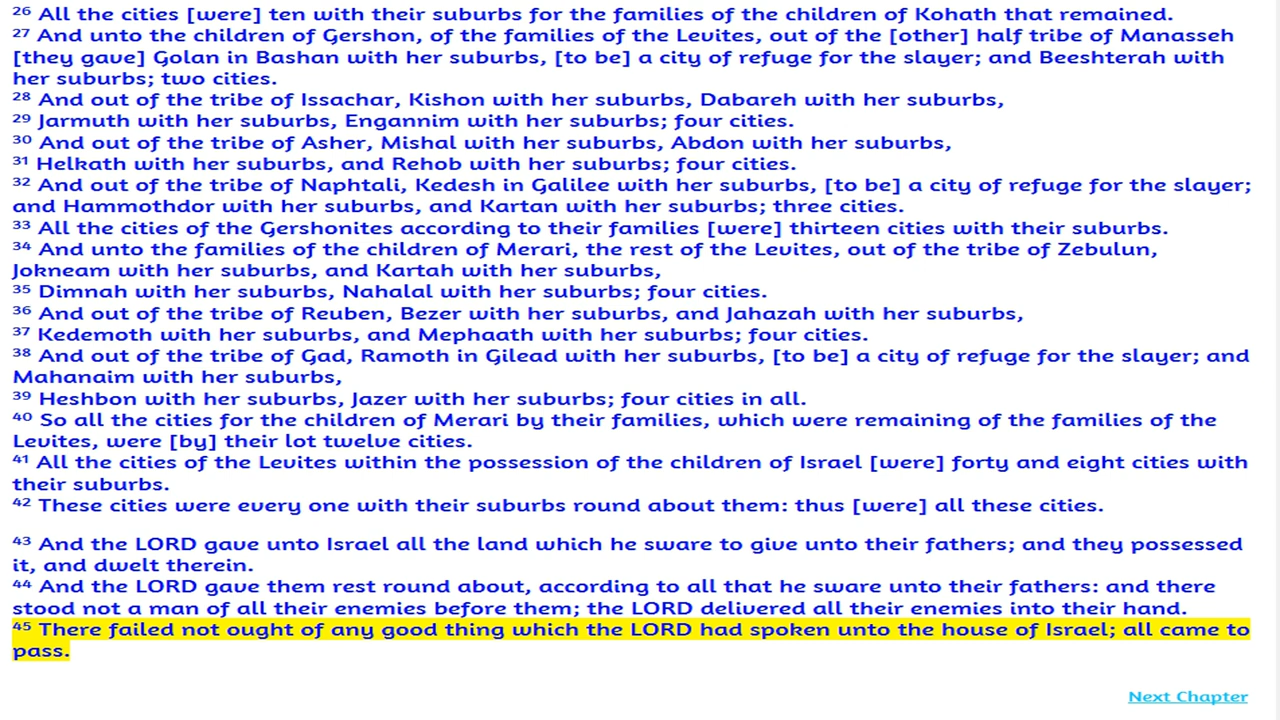 26 All the cities [were] ten with their suburbs for the families of the children of Kohath that remained.
27 And unto the children of Gershon, of the families of the Levites, out of the [other] half tribe of Manasseh
[they gave] Golan in Bashan with her suburbs, [to be] a city of refuge for the slayer; and Beeshterah with
her suburbs; two cities.
28 And out of the tribe of Issachar, Kishon with her suburbs, Dabareh with her suburbs,
29 Jarmuth with her suburbs, Engannim with her suburbs; four cities.
30 And out of the tribe of Asher, Mishal with her suburbs, Abdon with her suburbs,
31 Helkath with her suburbs, and Rehob with her suburbs; four cities.
32 And out of the tribe of Naphtali, Kedesh in Galilee with her suburbs, [to be] a city of refuge for the slayer;
and Hammothdor with her suburbs, and Kartan with her suburbs; three cities.
33 All the cities of the Gershonites according to their families [were] thirteen cities with their suburbs.
34 And unto the families of the children of Merari, the rest of the Levites, out of the tribe of Zebulun,
Jokneam with her suburbs, and Kartah with her suburbs,
35 Dimnah with her suburbs, Nahalal with her suburbs; four cities.
36 And out of the tribe of Reuben, Bezer with her suburbs, and Jahazah with her suburbs,
37 Kedemoth with her suburbs, and Mephaath with her suburbs; four cities.
38 And out of the tribe of Gad, Ramoth in Gilead with her suburbs, [to be] a city of refuge for the slayer; and
Mahanaim with her suburbs,
39 Heshbon with her suburbs, Jazer with her suburbs; four cities in all.
40 So all the cities for the children of Merari by their families, which were remaining of the families of the
Levites, were [by] their lot twelve cities.
41 All the cities of the Levites within the possession of the children of Israel [were] forty and eight cities with
their suburbs.
42 These cities were every one with their suburbs round about them: thus [were] all these cities.
43 And the LORD gave unto Israel all the land which he sware to give unto their fathers; and they possessed
it, and dwelt therein.
44 And the LORD gave them rest round about, according to all that he sware unto their fathers: and there
stood not a man of all their enemies before them; the LORD delivered all their enemies into their hand.
45 There failed not ought of any good thing which the LORD had spoken unto the house of Israel; all came to
pass.
Next Chapter